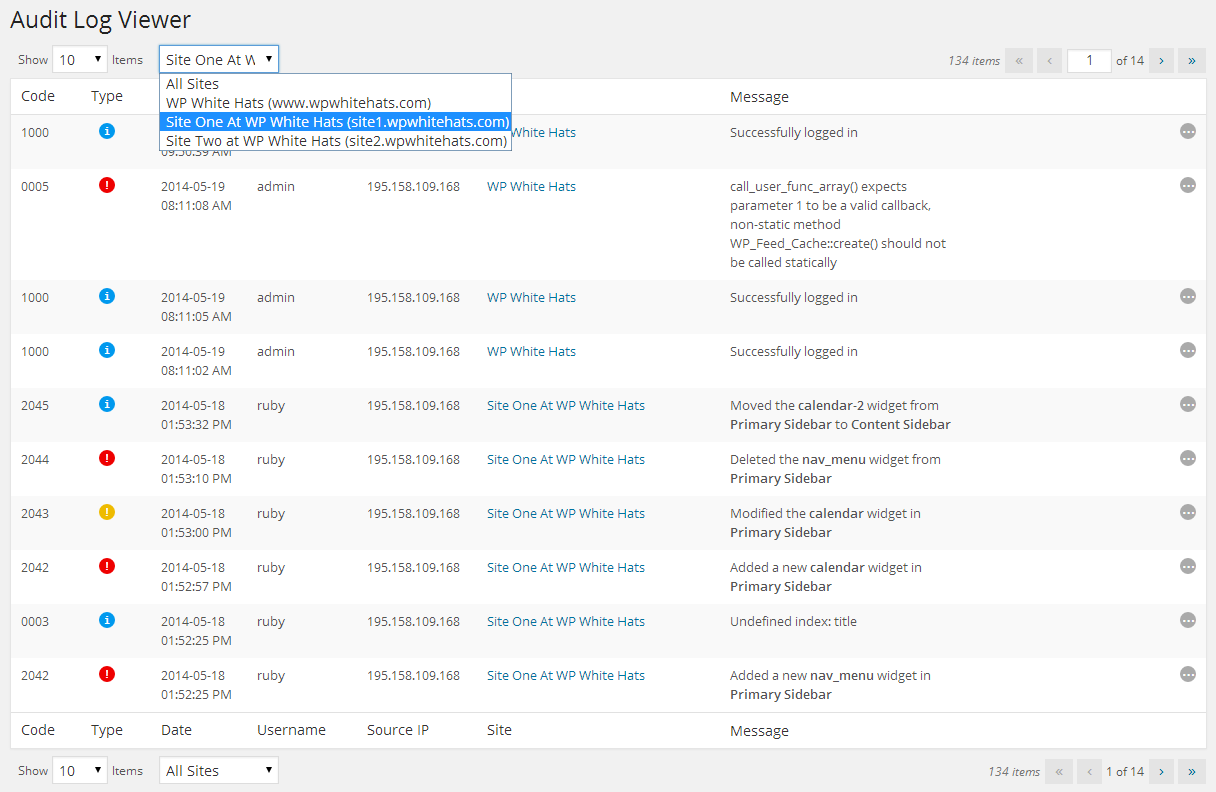 Audit Log Viewer
Show 10 Items Site One At W 134 items « ‹ 1 of 14 › »
All Sites
WP White Hats (www.wpwhitehats.com)
Site One At WP White Hats (site1.wpwhitehats.com)
Site Two at WP White Hats (site2.wpwhitehats.com)
Code Type Message
1000 White Hats Successfully logged in
09:50:39 AM
0005 2014-05-19 admin 195.158.109.168 WP White Hats call_user_func_array() expects
08:11:08 AM parameter 1 to be a valid callback,
non-static method
WP_Feed_Cache::create() should not
be called statically
1000 2014-05-19 admin 195.158.109.168 WP White Hats Successfully logged in
08:11:05 AM
1000 2014-05-19 admin 195.158.109.168 WP White Hats Successfully logged in
08:11:02 AM
2045 2014-05-18 ruby 195.158.109.168 Site One At WP White Hats Moved the calendar-2 widget from
01:53:32 PM Primary Sidebar to Content Sidebar
2044 2014-05-18 ruby 195.158.109.168 Site One At WP White Hats Deleted the nav_menu widget from
01:53:10 PM Primary Sidebar
2043 2014-05-18 ruby 195.158.109.168 Site One At WP White Hats Modified the calendar widget in
01:53:00 PM Primary Sidebar
2042 2014-05-18 ruby 195.158.109.168 Site One At WP White Hats Added a new calendar widget in
01:52:57 PM Primary Sidebar
0003 2014-05-18 ruby 195.158.109.168 Site One At WP White Hats Undefined index: title
01:52:25 PM
2042 2014-05-18 ruby 195.158.109.168 Site One At WP White Hats Added a new nav_menu widget in
01:52:25 PM Primary Sidebar
Code Type Date Username Source IP Site Message
Show 10 Items All Sites 134 items « ‹ 1 of 14 › »